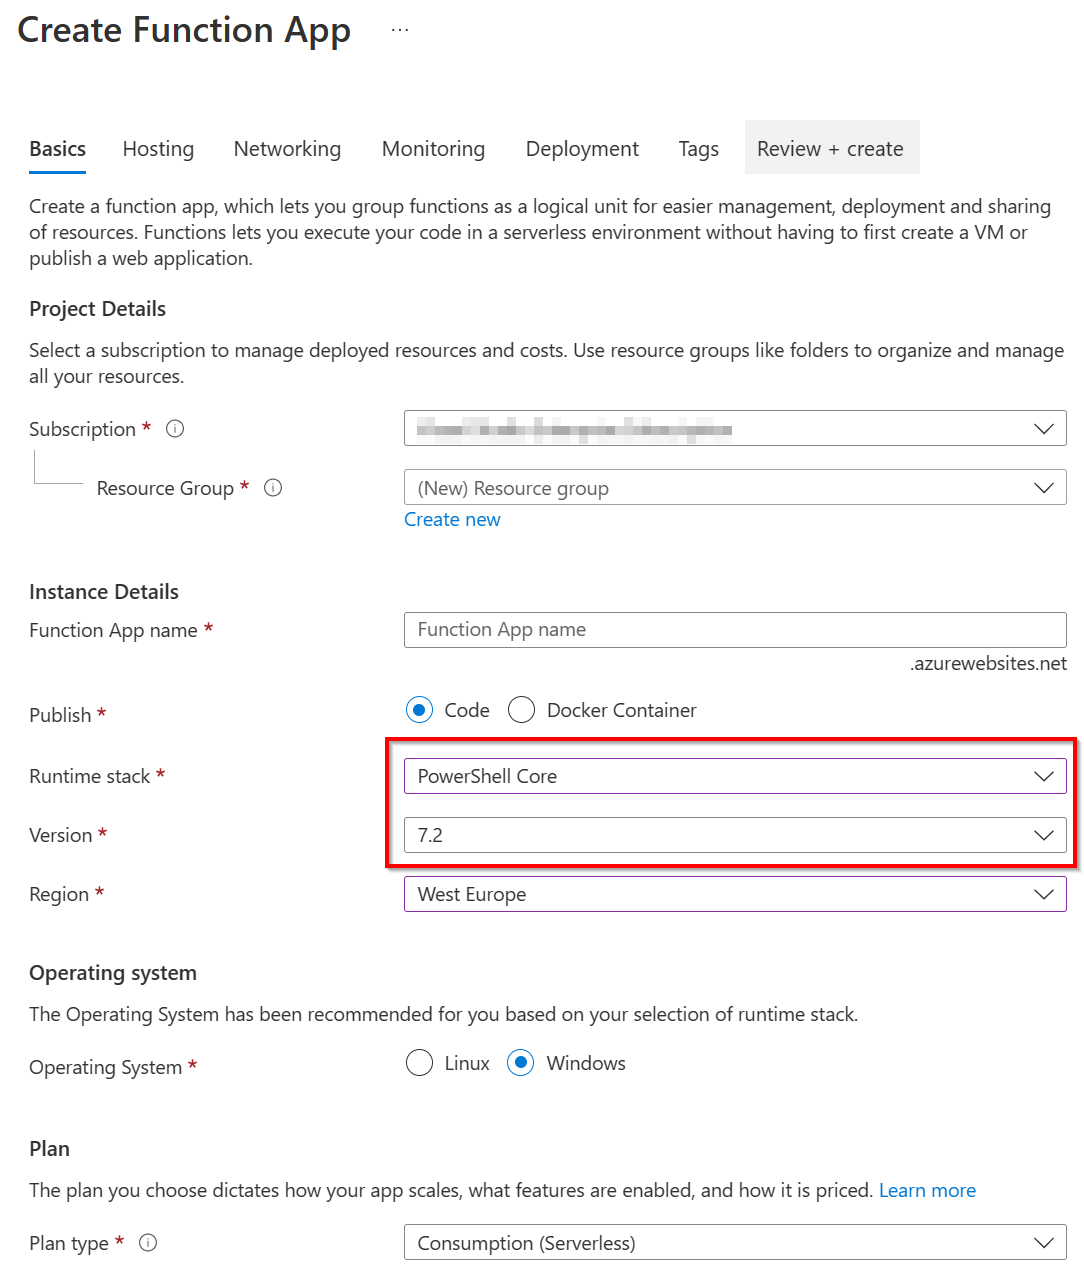 Create Function App ...
Basics Hosting Networking Monitoring Deployment Tags Review + create
Create a function app, which lets you group functions as a logical unit for easier management, deployment and sharing
of resources. Functions lets you execute your code in a serverless environment without having to first create a VM or
publish a web application.
Project Details
Select a subscription to manage deployed resources and costs. Use resource groups like folders to organize and manage
all your resources.
Subscription *
Resource Group * (New) Resource group
Create new
Instance Details
Function App name * Function App name
.azurewebsites.net
Publish * Code Docker Container
Runtime stack * PowerShell Core
Version * 7.2
Region * West Europe
Operating system
The Operating System has been recommended for you based on your selection of runtime stack.
Operating System * Linux Windows
Plan
The plan you choose dictates how your app scales, what features are enabled, and how it is priced. Learn more
Plan type * Consumption (Serverless)